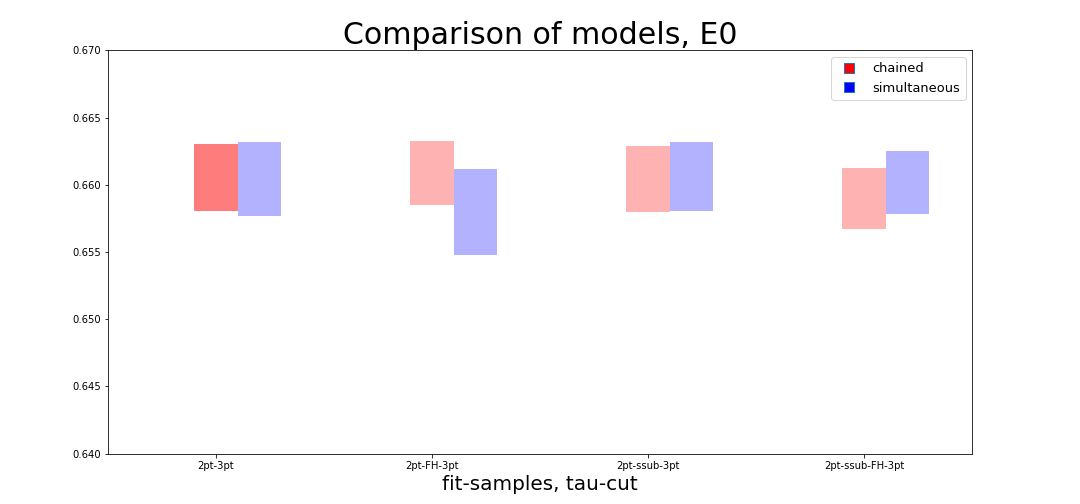 Comparison of models, E0
0.670
0.665
0.660
0.655
0.650
0.645
0.640
chained
simultaneous
2pt-3pt
2pt-FH-3pt
2pt-ssub-3pt
2pt-ssub-FH-3pt
fit-samples, tau-cut